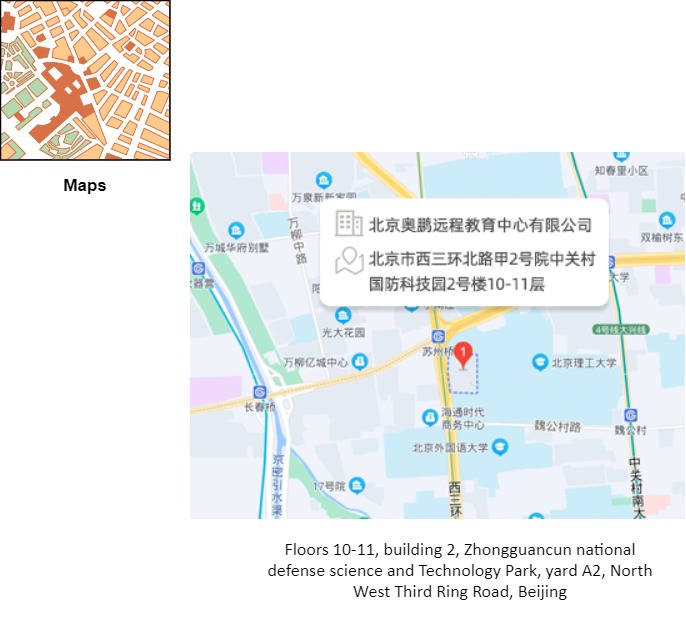 Maps
知春里小区
万泉新新家园
双榆树东
万柳中路
万城华府别墅
北京奥鹏远程教育中心有限公司
北京市西三环北路甲2号院中关村
国防科技园2号楼10-11层
大学
光大花园
4号线大兴线
苏州桥
1
万柳亿城中心
北京理工大学
长春桥
海通时代
商务中心
魏公村路
魏公村
北京外国语大学
京密引水渠
17号院
西三环
中关村南大
Floors 10-11, building 2, Zhongguancun national
defense science and Technology Park, yard A2, North
West Third Ring Road, Beijing